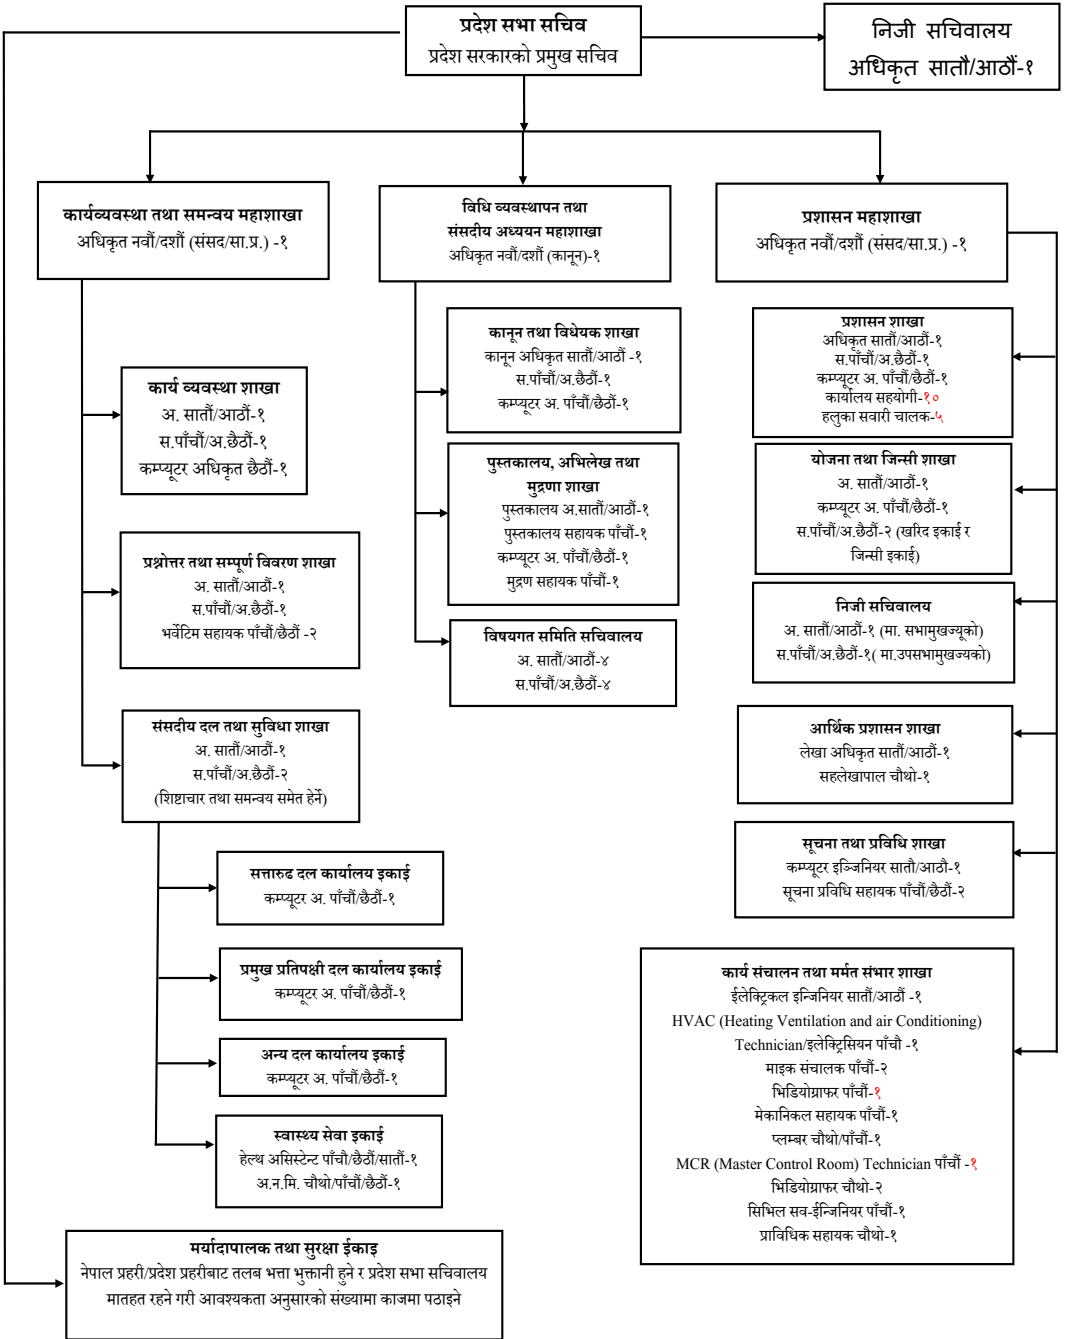 प्रदेश सभा सचिव
प्रदेश सरकारको प्रमुख सचिव
निजी सचिवालय
अधिकृत सातौ/आठौं-१
कार्यव्यवस्था तथा समन्वय महाशाखा
अधिकृत नवौं/दशौं (संसद/सा.प्र.) -१
विधि व्यवस्थापन तथा
संसदीय अध्ययन महाशाखा
अधिकृत नवौं/दशौं (कानून)-१
प्रशासन महाशाखा
अधिकृत नवौं/दशौं (संसद/सा.प्र.) -१
कार्य व्यवस्था शाखा
अ. सातौं/आठौं-१
स.पाँचौं/अ.छैठौं-१
कम्प्यूटर अधिकृत छैठौं-१
प्रश्नोत्तर तथा सम्पूर्ण विवरण शाखा
अ. सातौं/आठौं-१
स.पाँचौं/अ.छैठौं-१
भर्वेटिम सहायक पाँचौं/छैठौं -२
संसदीय दल तथा सुविधा शाखा
अ. सातौं/आठौं-१
स.पाँचौं/अ.छैठौं-२
(शिष्टाचार तथा समन्वय समेत हेर्ने)
सत्तारुढ दल कार्यालय इकाई
कम्प्यूटर अ. पाँचौं/छैठौं-१
प्रमुख प्रतिपक्षी दल कार्यालय इकाई
कम्प्यूटर अ. पाँचौं/छैठौं-१
अन्य दल कार्यालय इकाई
कम्प्यूटर अ. पाँचौं/छैठौं-१
स्वास्थ्य सेवा इकाई
हेल्थ असिस्टेन्ट पाँचौ/छैठौं/सातौं-१
अ.न.मि. चौथो/पाँचौं/छैठौं-१
मर्यादापालक तथा सुरक्षा ईकाइ
नेपाल प्रहरी/प्रदेश प्रहरीबाट तलब भत्ता भुक्तानी हुने र प्रदेश सभा सचिवालय
मातहत रहने गरी आवश्यकता अनुसारको संख्यामा काजमा पठाइने
कानून तथा विधेयक शाखा
कानून अधिकृत सातौं/आठौं -१
स.पाँचौं/अ.छैठौं-१
कम्प्यूटर अ. पाँचौं/छैठौं-१
पुस्तकालय, अभिलेख तथा
मुद्रणा शाखा
पुस्तकालय अ.सातौं/आठौं-१
पुस्तकालय सहायक पाँचौं-१
कम्प्यूटर अ. पाँचौं/छैठौं-१
मुद्रण सहायक पाँचौं-१
विषयगत समिति सचिवालय
अ. सातौं/आठौं-४
स.पाँचौं/अ.छैठौं-४
प्रशासन शाखा
अधिकृत सातौं/आठौं-१
स.पाँचौं/अ.छैठौं-१
कम्प्यूटर अ. पाँचौं/छैठौं-१
कार्यालय सहयोगी-१०
हलुका सवारी चालक-५
योजना तथा जिन्सी शाखा
अ. सातौं/आठौं-१
कम्प्यूटर अ. पाँचौं/छैठौं-१
स.पाँचौं/अ.छैठौं-२ (खरिद इकाई र
जिन्सी इकाई)
निजी सचिवालय
अ. सातौं/आठौं-१ (मा. सभामुखज्यूको)
स.पाँचौं/अ.छैठौं-१( मा.उपसभामुखज्यको)
आर्थिक प्रशासन शाखा
लेखा अधिकृत सातौं/आठौं-१
सहलेखापाल चौथो-१
सूचना तथा प्रविधि शाखा
कम्प्यूटर इञ्जिनियर सातौ/आठौ-१
सूचना प्रविधि सहायक पाँचौं/छैठौं-२
कार्य संचालन तथा मर्मत संभार शाखा
ईलेक्ट्रिकल इन्जिनियर सातौं/आठौं -१
HVAC (Heating Ventilation and air Conditioning)
Technician/इलेक्ट्रिसियन पाँचौ -१
माइक संचालक पाँचौं-२
भिडियोग्राफर पाँचौं-१
मेकानिकल सहायक पाँचौं-१
प्लम्बर चौथो/पाँचौं-१
MCR (Master Control Room) Technician पाँचौं -१
भिडियोग्राफर चौथो-२
सिभिल सव-ईन्जिनियर पाँचौं-१
प्राविधिक सहायक चौथो-१